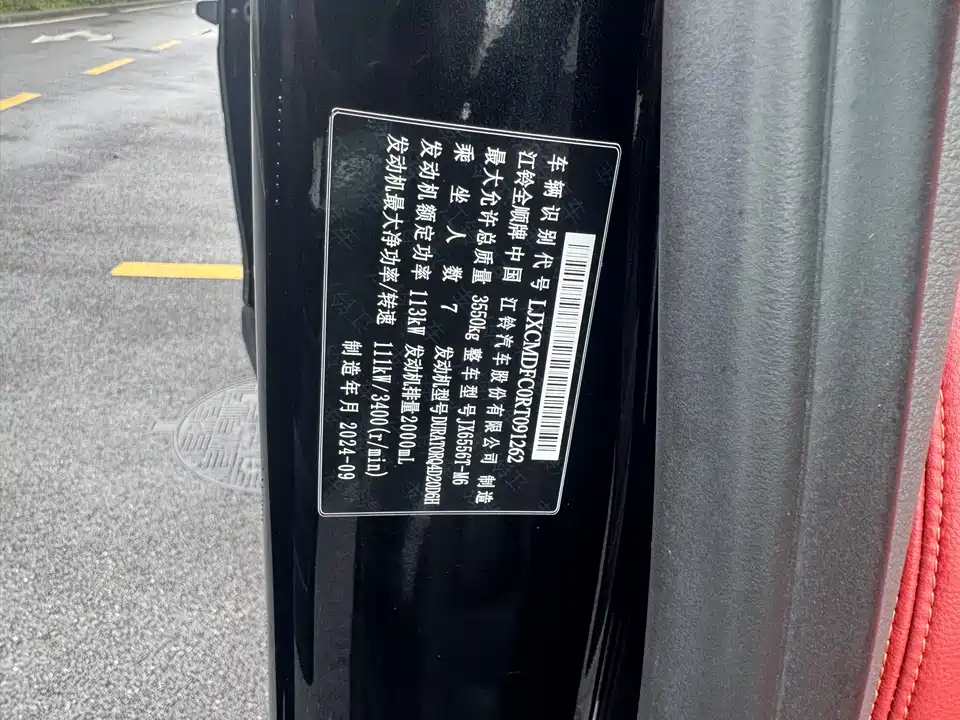 车辆识别代号 LJXCMDFC0RT091262
江铃全顺牌 中国 江铃汽车股份有限公司 制造
最大允许总质量 3550kg 整车型号 JX6556T-M6
乘坐人数 7 发动机型号 DURATORQ4D20D6H
发动机额定功率 113kW 发动机排量 2000mL
发动机最大净功率/转速 111kW/3400(r/min)
制造年月 2024-09